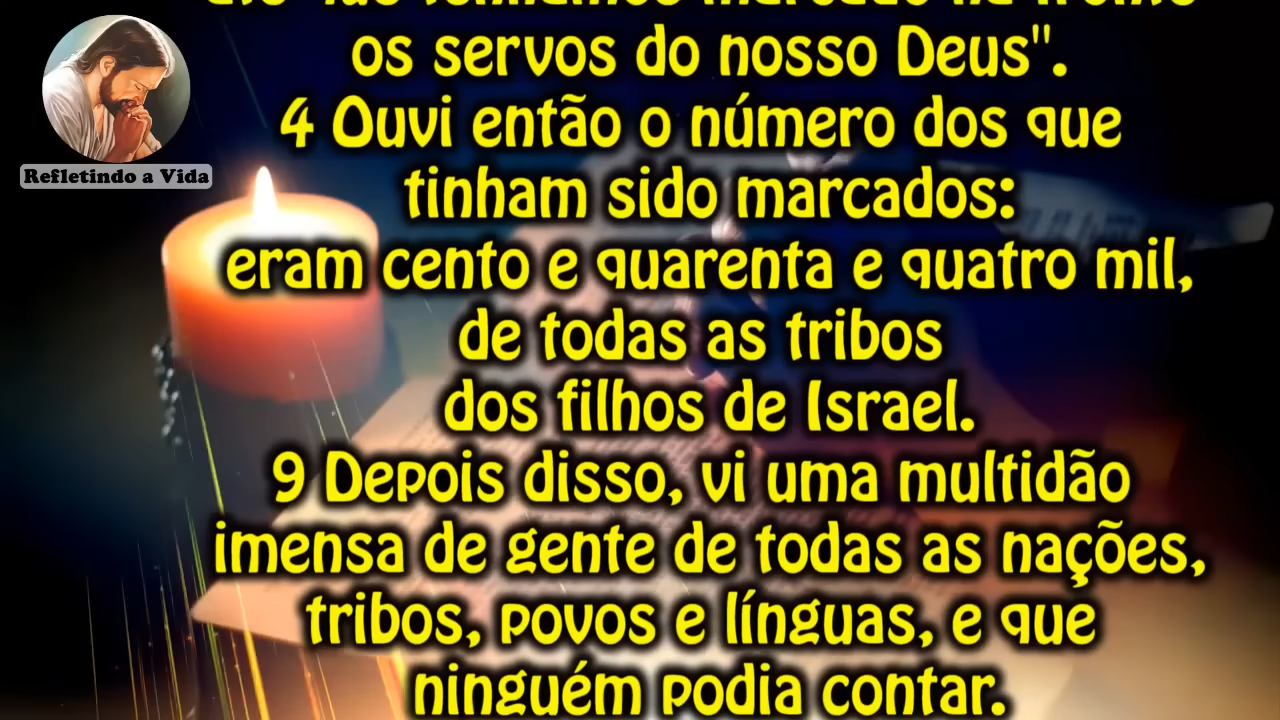 Refletindo a Vida
os servos do nosso Deus".
4 Ouvi então o número dos que
tinham sido marcados:
eram cento e quarenta e quatro mil,
de todas as tribos
dos filhos de Israel.
9 Depois disso, vi uma multidão
imensa de gente de todas as nações,
tribos, povos e línguas, e que
ninguém podia contar.